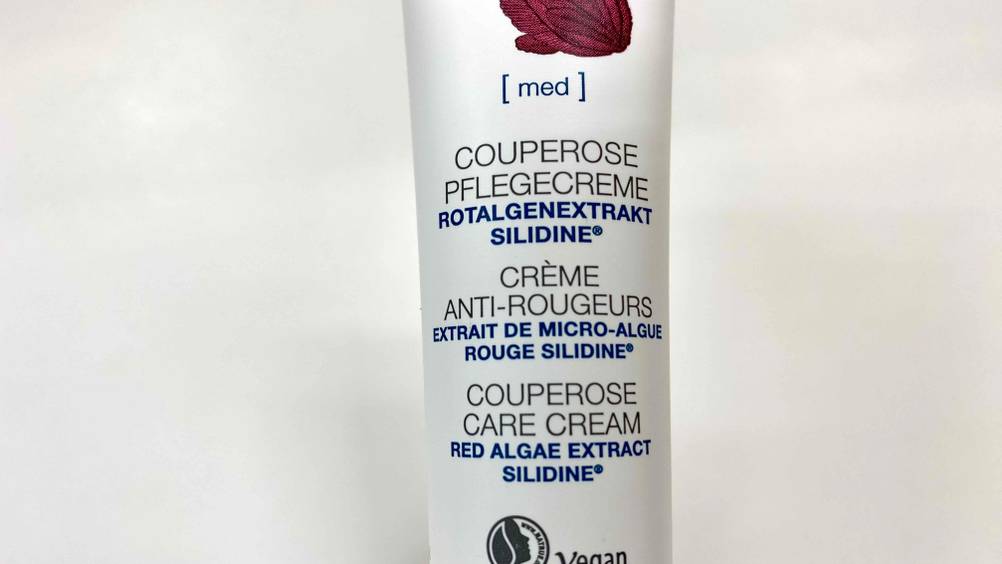 [ med ]
COUPEROSE
PFLEGECREME
ROTALGENEXTRAKT
SILIDINE®
CRÈME
ANTI-ROUGEURS
EXTRAIT DE MICRO-ALGUE
ROUGE SILIDINE®
COUPEROSE
CARE CREAM
RED ALGAE EXTRACT
SILIDINE®
Vegan